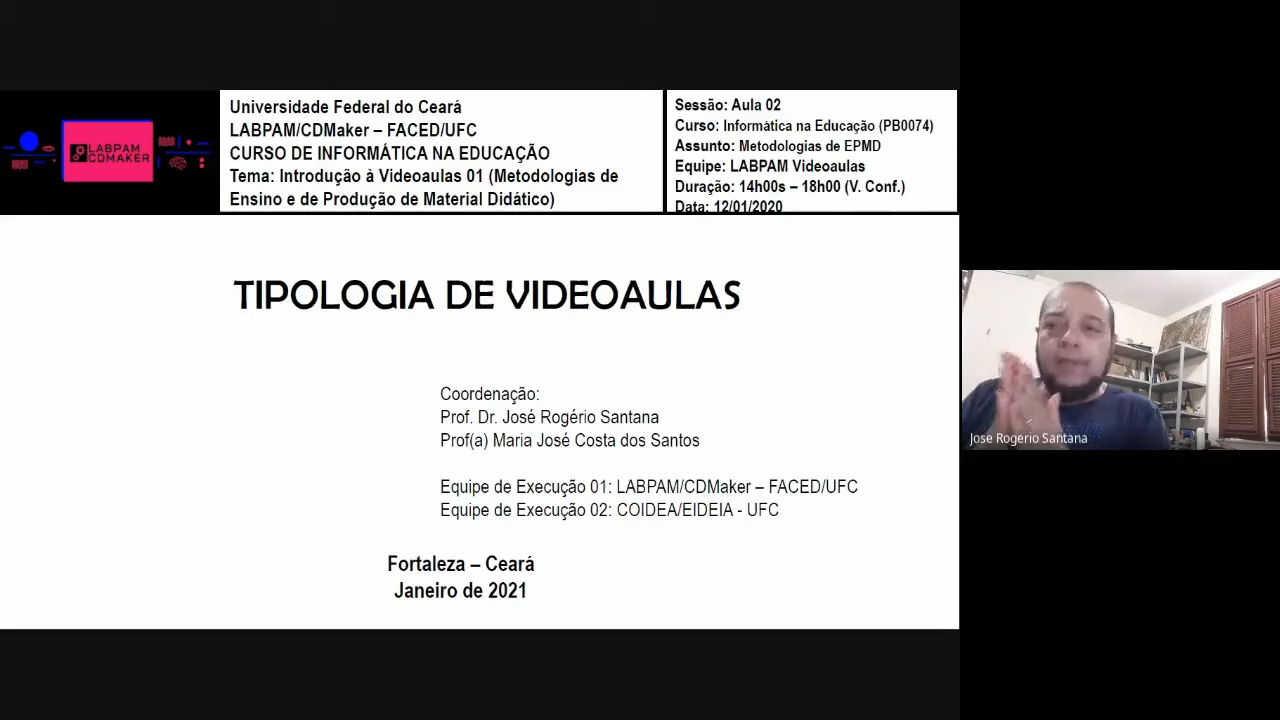 LABPAM
CDMAKER
Universidade Federal do Ceará
LABPAM/CDMaker – FACED/UFC
CURSO DE INFORMÁTICA NA EDUCAÇÃO
Tema: Introdução à Videoaulas 01 (Metodologias de
Ensino e de Produção de Material Didático)
Sessão: Aula 02
Curso: Informática na Educação (PB0074)
Assunto: Metodologias de EPMD
Equipe: LABPAM Videoaulas
Duração: 14h00s – 18h00 (V. Conf.)
Data: 12/01/2020
TIPOLOGIA DE VIDEOAULAS
Coordenação:
Prof. Dr. José Rogério Santana
Prof(a) Maria José Costa dos Santos
Equipe de Execução 01: LABPAM/CDMaker – FACED/UFC
Equipe de Execução 02: COIDEA/EIDEIA - UFC
Fortaleza – Ceará
Janeiro de 2021
Jose Rogerio Santana